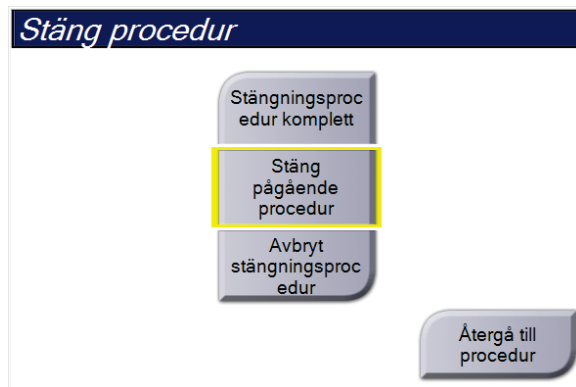 Stäng procedur
Stängningsproc
edur komplett
Stäng
pågående
procedur
Avbryt
stängningsproc
edur
Återgå till
procedur